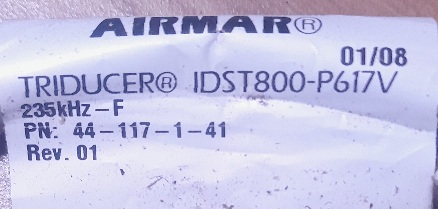 AIRMAR®
01/08
TRIDUCER® IDST800-P617V
235kHz-F
PN: 44-117-1-41
Rev. 01